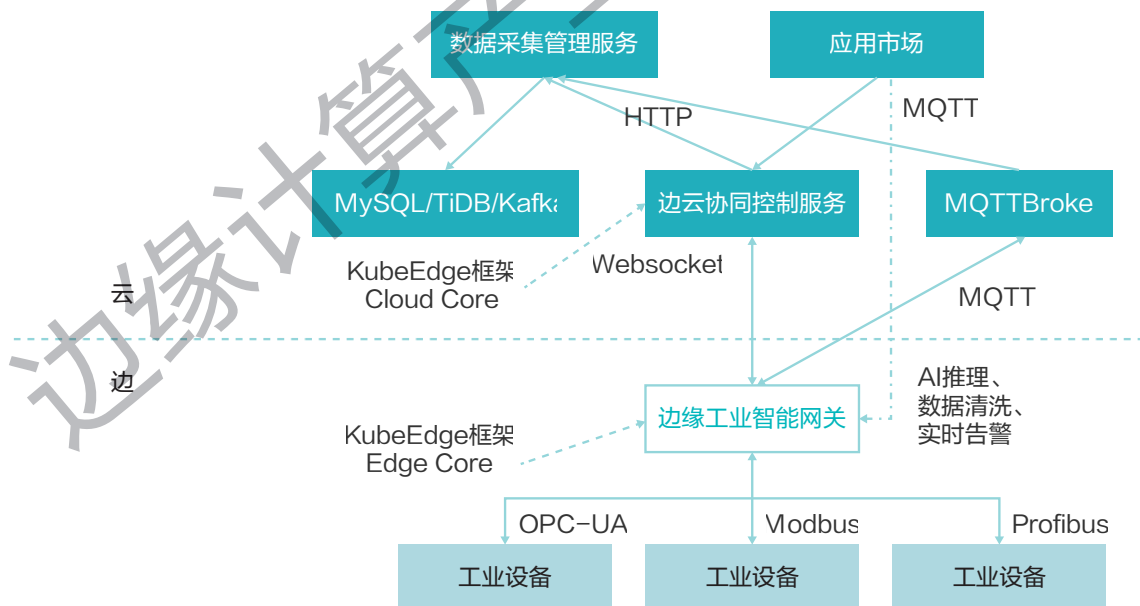 数据采集管理服务
应用市场
HTTP
MQTT
MySQL/TiDB/Kafka
边云协同控制服务
MQTTBroke
KubeEdge框架
Cloud Core
Websocket
MQTT
云
边
边缘工业智能网关
AI推理、
数据清洗、
实时告警
KubeEdge框架
Edge Core
OPC-UA
Modbus
Profibus
工业设备
工业设备
工业设备
边缘计算产